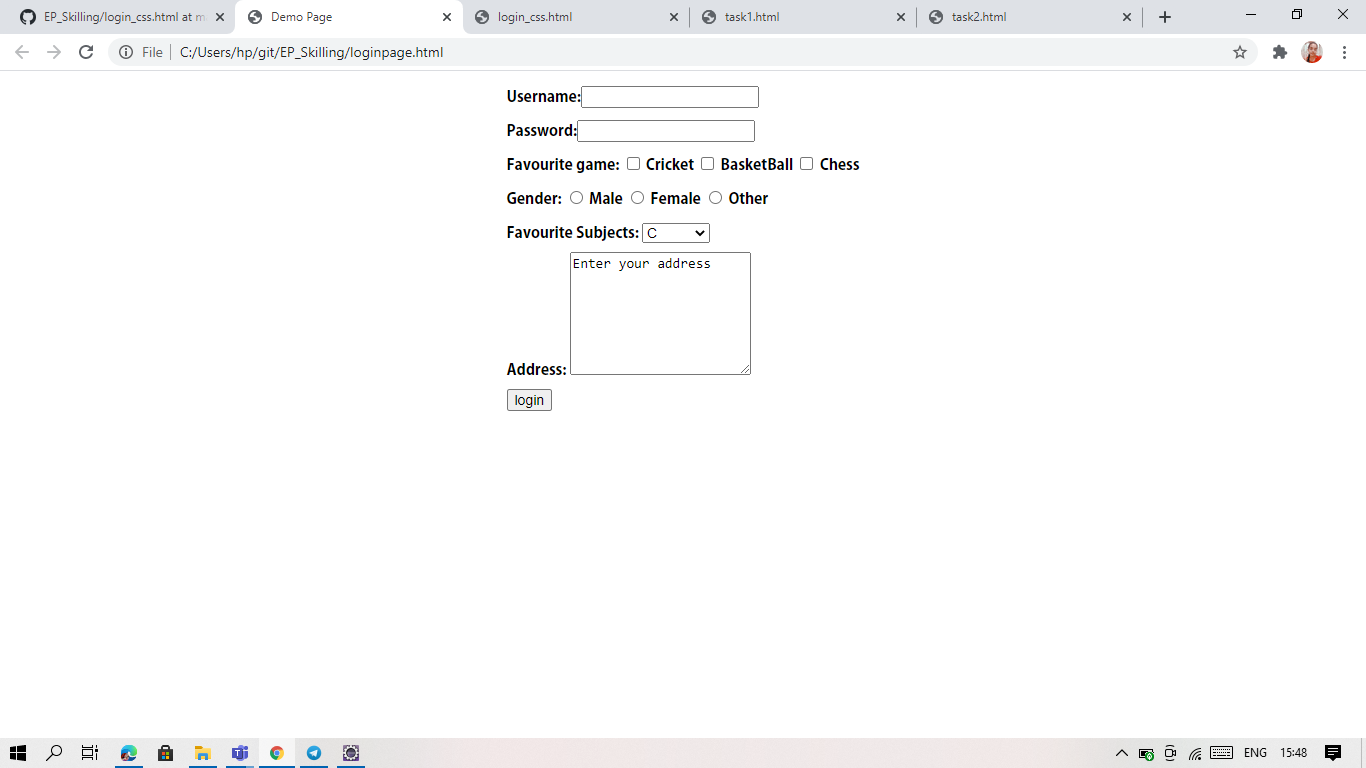 EP_Skilling/login_css.html at m
Demo Page
login_css.html
task1.html
task2.html
File
C:/Users/hp/git/EP_Skilling/loginpage.html
Username:
Password:
Favourite game: Cricket BasketBall Chess
Gender: Male Female Other
Favourite Subjects: C
Enter your address
Address:
login
ENG 15:48